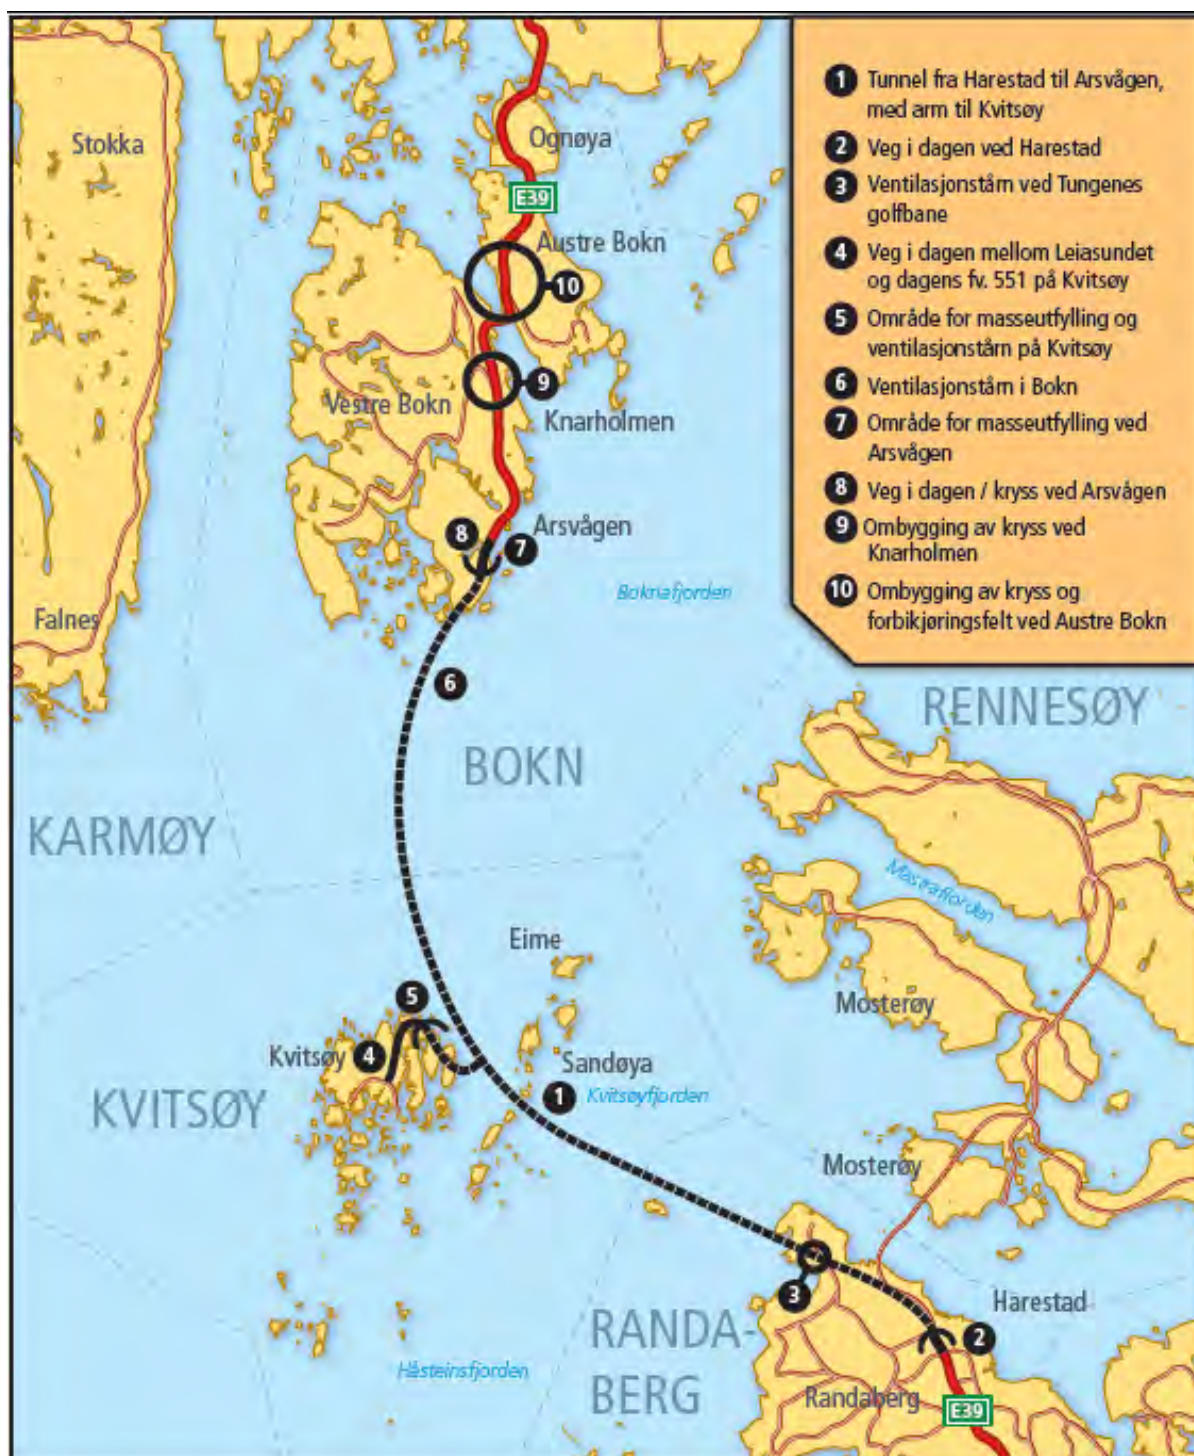 1 Tunnel fra Harestad til Arsvågen,
med arm til Kvitsøy
2 Veg i dagen ved Harestad
3 Ventilasjonstårn ved Tungenes
golfbane
4 Veg i dagen mellom Leiasundet
og dagens fv. 551 på Kvitsøy
5 Område for masseutfylling og
ventilasjonstårn på Kvitsøy
6 Ventilasjonstårn i Bokn
7 Område for masseutfylling ved
Arsvågen
8 Veg i dagen / kryss ved Arsvågen
9 Ombygging av kryss ved
Knarholmen
10 Ombygging av kryss og
forbikjøringsfelt ved Austre Bokn
Stokka
Ognøya
E39
Austre Bokn
10
9
Vestre Bokn
Knarholmen
Arsvågen
8
7
Boknafjorden
Falnes
6
RENNESØY
BOKN
KARMØY
Mastrafjorden
Eime
5
Mosterøy
Kvitsøy
4
Sandøya
1
Kvitsøyfjorden
KVITSØY
Mosterøy
3
Harestad
2
RANDA-
BERG
Håsteinsfjorden
Randaberg
E39